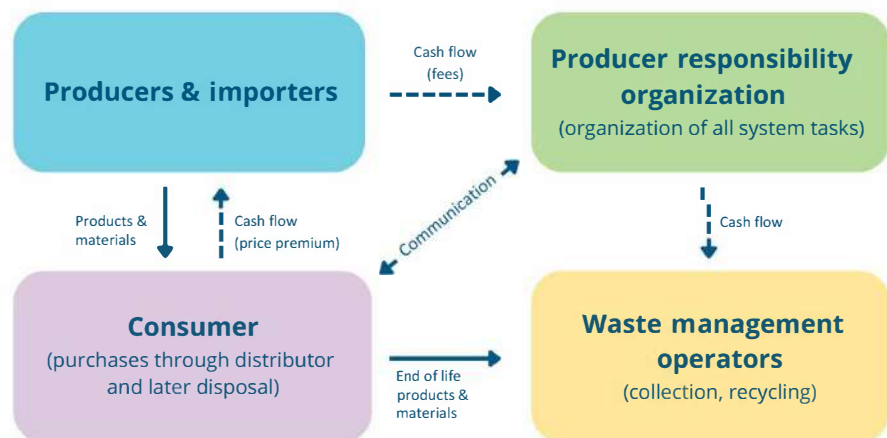 Producers & importers
Cash flow
(fees)
Producer responsibility
organization
(organization of all system tasks)
Products &
materials
Cash flow
(price premium)
Communication
Cash flow
Consumer
(purchases through distributor
and later disposal)
End of life
products &
materials
Waste management
operators
(collection, recycling)